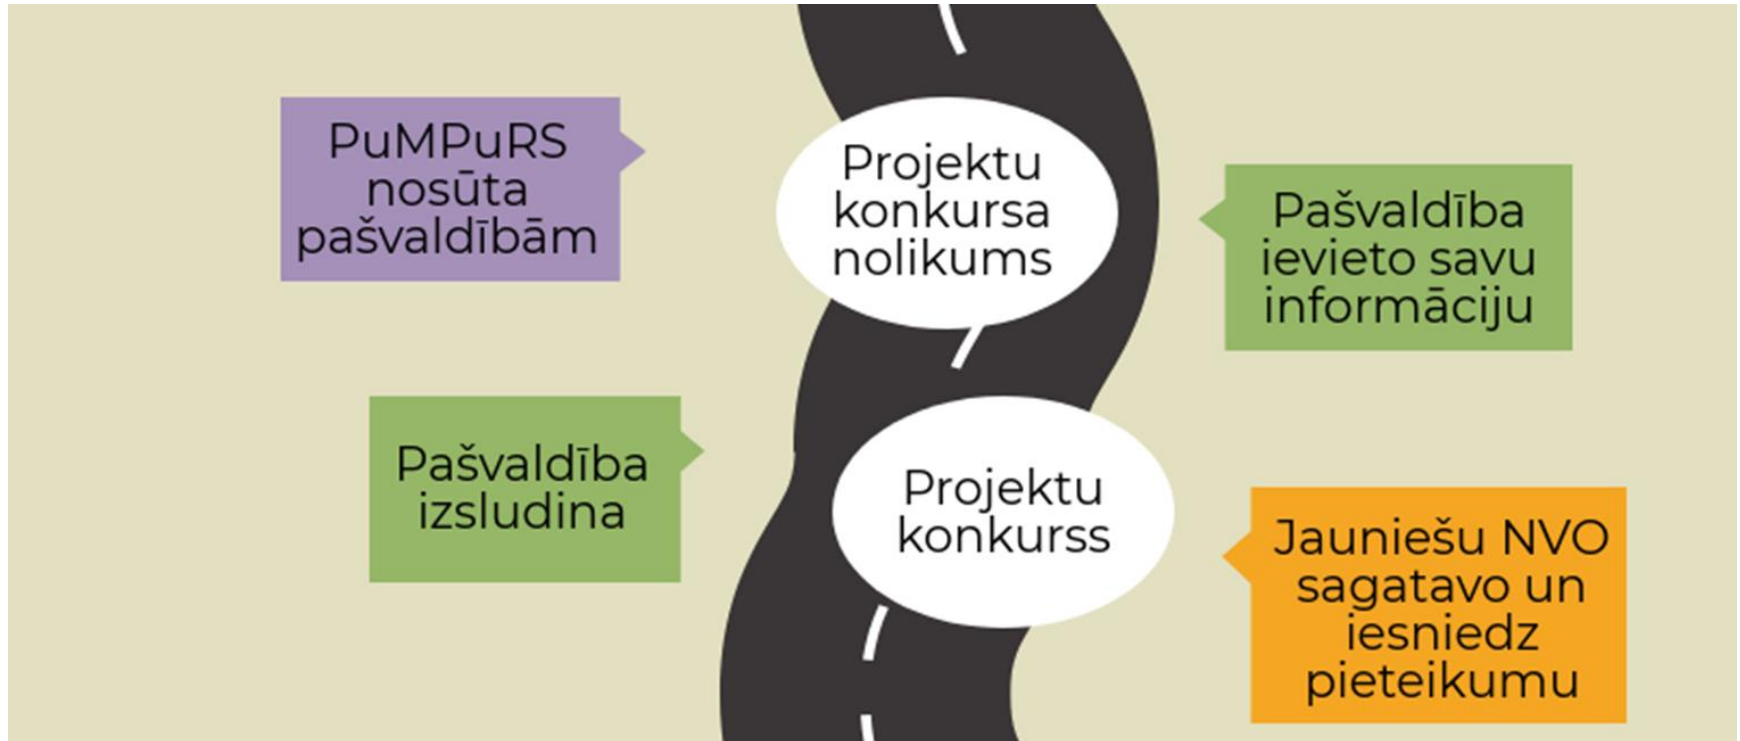 PuMPuRS
nosūta
pašvaldībām
Projektu
konkursa
nolikums
Pašvaldība
ievieto savu
informāciju
Pašvaldība
izsludina
Projektu
konkurss
Jauniešu NVO
sagatavo un
iesniedz
pieteikumu